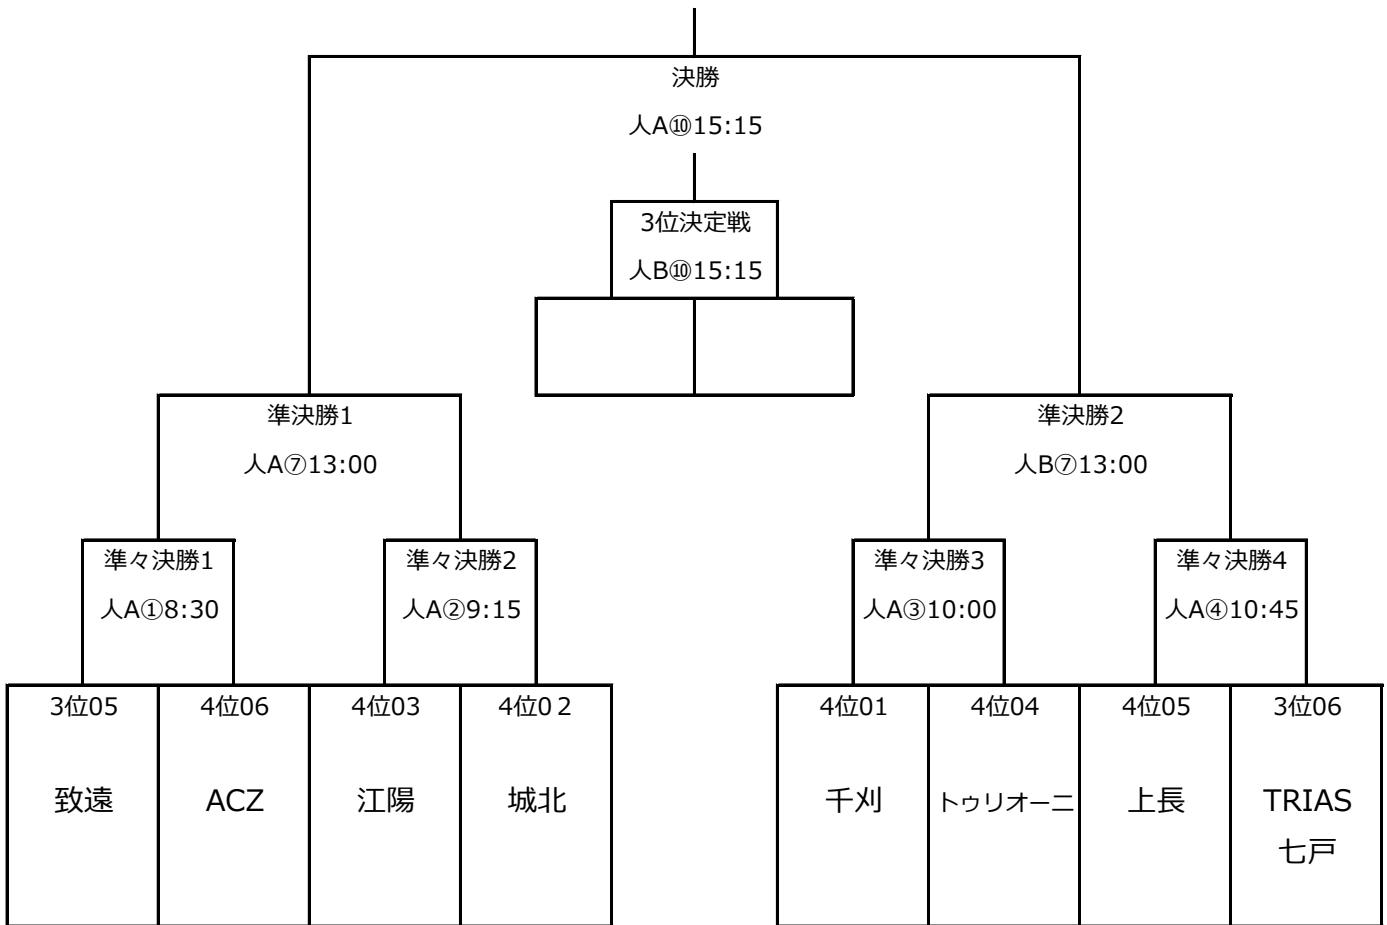 決勝
人A⑩15:15
3位決定戦
人B⑩15:15
準決勝1
人A⑦13:00
準決勝2
人B⑦13:00
準々決勝1
人A①8:30
準々決勝2
人A②9:15
準々決勝3
人A③10:00
準々決勝4
人A④10:45
3位05
4位06
4位03
4位0２
4位01
4位04
4位05
3位06
致遠
ACZ
江陽
城北
千刈
トゥリオーニ
上長
TRIAS
七戸